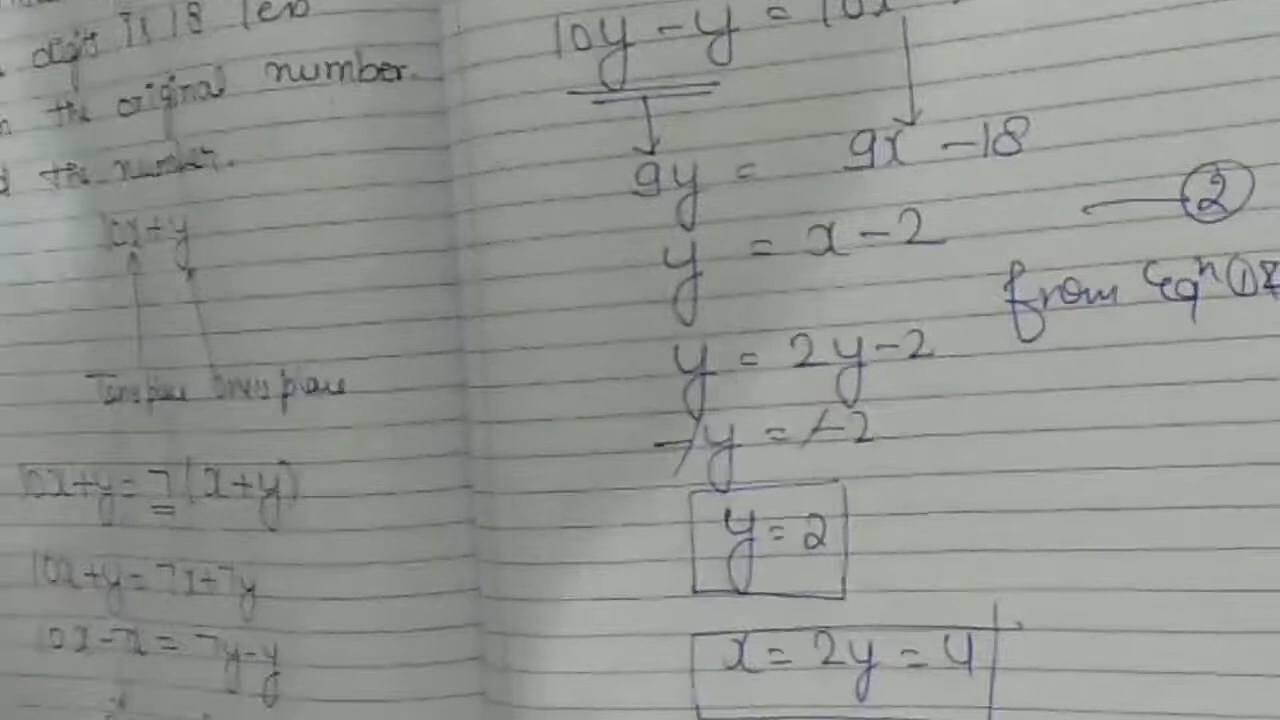 digit is 18 less
the original number.
the number.
10x+y
Tens place Ones place
10x+y=7(x+y)
10x+y=7x+7y
10x-7x=7y-y
10y-y = 10x
9y = 9x-18
y = x-2 ②
from Eqⁿ ①&
y = 2y-2
-y = -2
y=2
x=2y=4